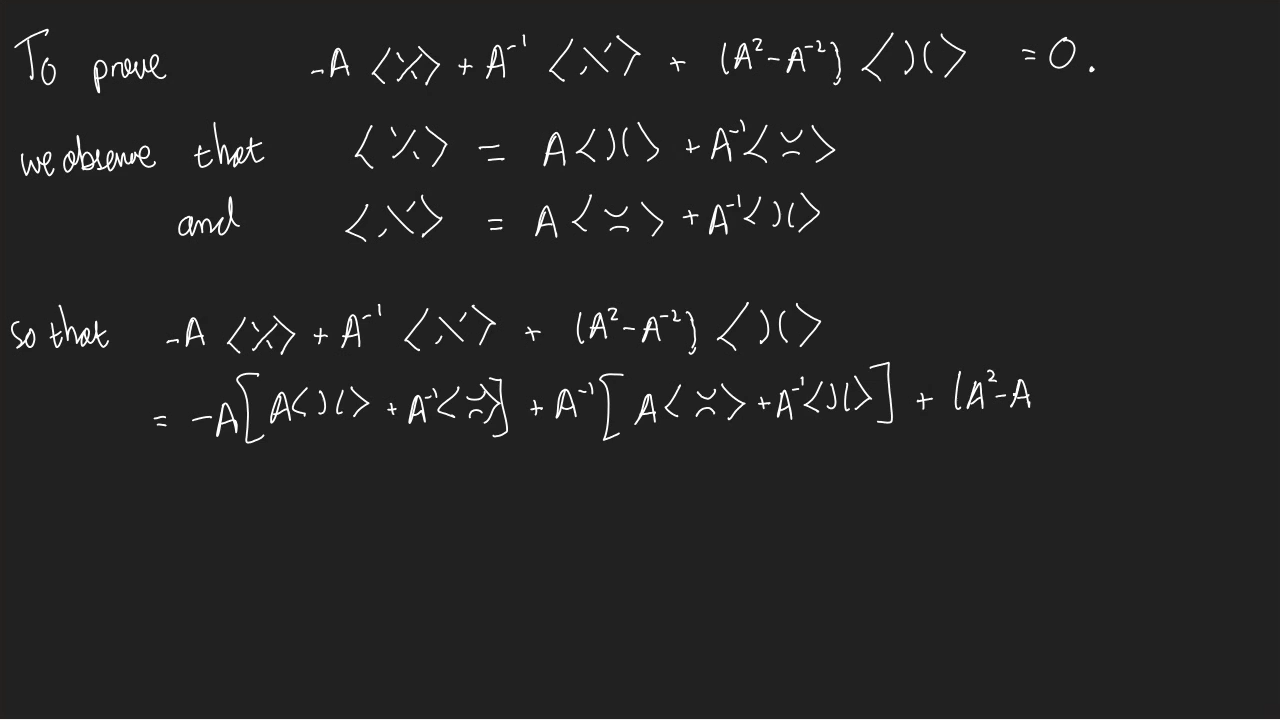 To prove -A ⟨⤫⟩ + A⁻¹ ⟨⤬⟩ + (A² - A⁻²) ⟨)(⟩ = 0.
we observe that ⟨⤫⟩ = A⟨)(⟩ + A⁻¹⟨≍⟩
and ⟨⤬⟩ = A⟨≍⟩ + A⁻¹⟨)(⟩
so that -A ⟨⤫⟩ + A⁻¹ ⟨⤬⟩ + (A² - A⁻²) ⟨)(⟩
= -A[A⟨)(⟩ + A⁻¹⟨≍⟩] + A⁻¹[A⟨≍⟩ + A⁻¹⟨)(⟩] + (A² - A